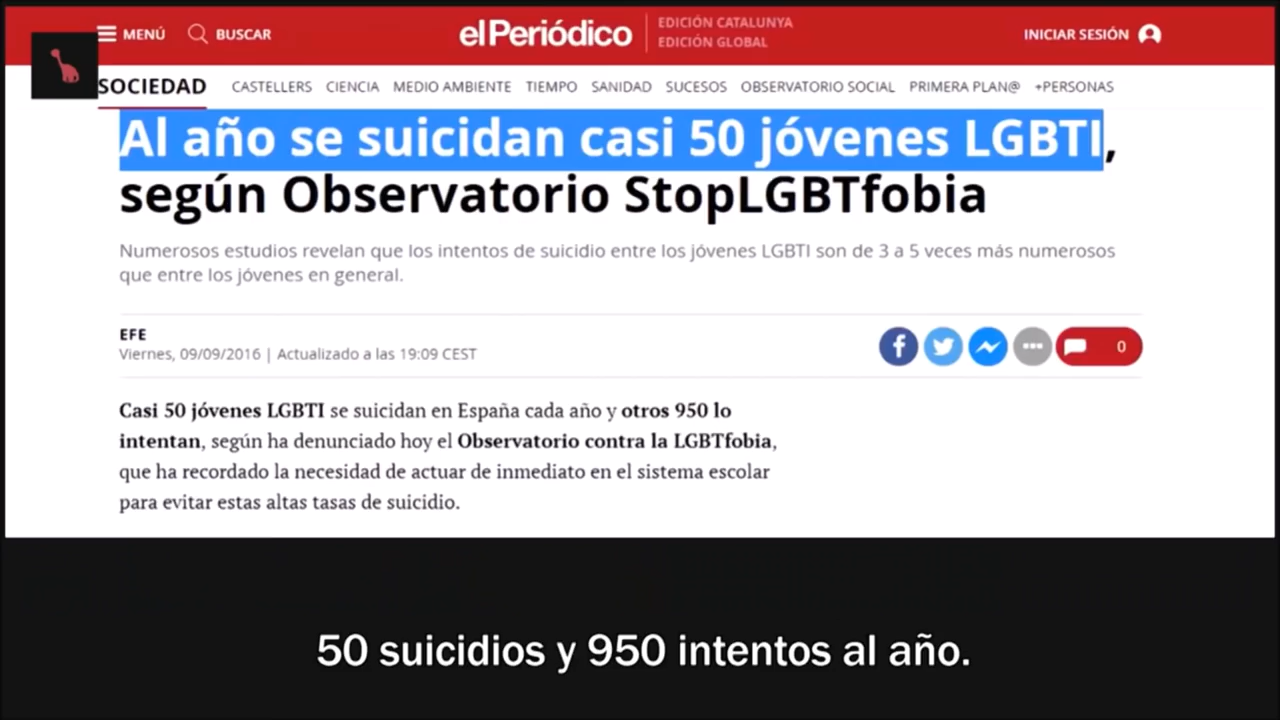 MENÚ BUSCAR elPeriódico EDICIÓN CATALUNYA
EDICIÓN GLOBAL INICIAR SESIÓN
SOCIEDAD CASTELLERS CIENCIA MEDIO AMBIENTE TIEMPO SANIDAD SUCESOS OBSERVATORIO SOCIAL PRIMERA PLAN@ +PERSONAS
Al año se suicidan casi 50 jóvenes LGBTI,
según Observatorio StopLGBTfobia
Numerosos estudios revelan que los intentos de suicidio entre los jóvenes LGBTI son de 3 a 5 veces más numerosos
que entre los jóvenes en general.
EFE
Viernes, 09/09/2016 | Actualizado a las 19:09 CEST
0
Casi 50 jóvenes LGBTI se suicidan en España cada año y otros 950 lo
intentan, según ha denunciado hoy el Observatorio contra la LGBTfobia,
que ha recordado la necesidad de actuar de inmediato en el sistema escolar
para evitar estas altas tasas de suicidio.
50 suicidios y 950 intentos al año.